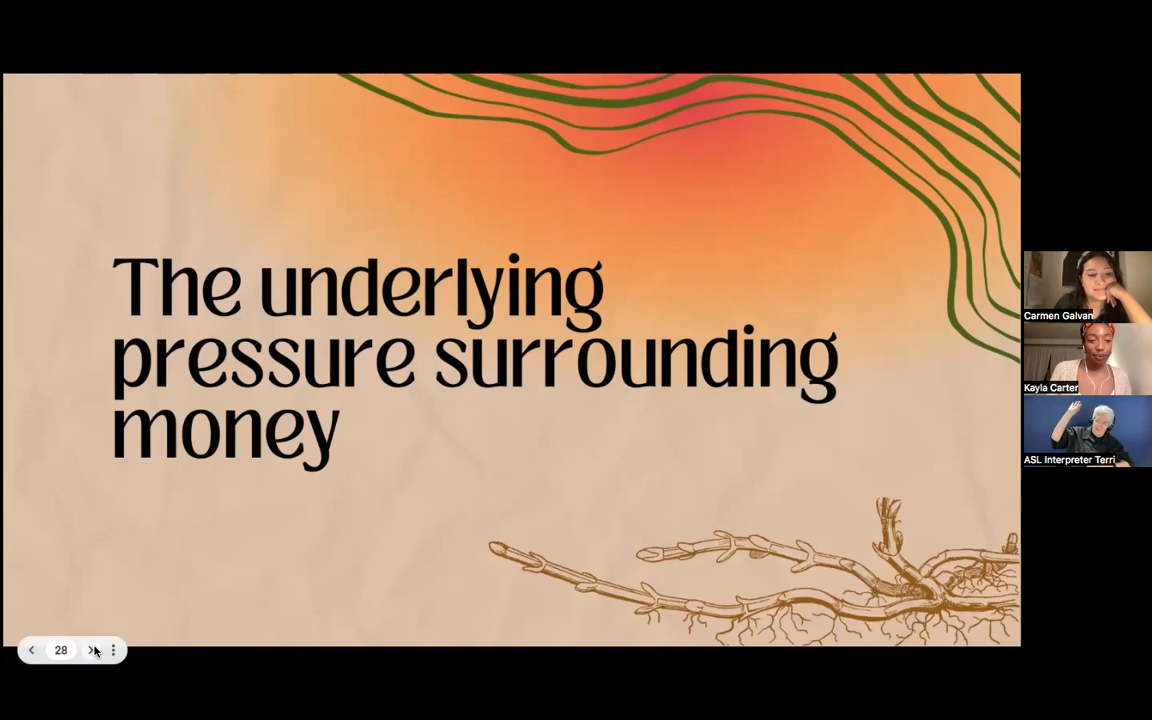 The underlying
pressure surrounding
money
Carmen Galvan
Kayla Carter
ASL Interpreter Terri
28